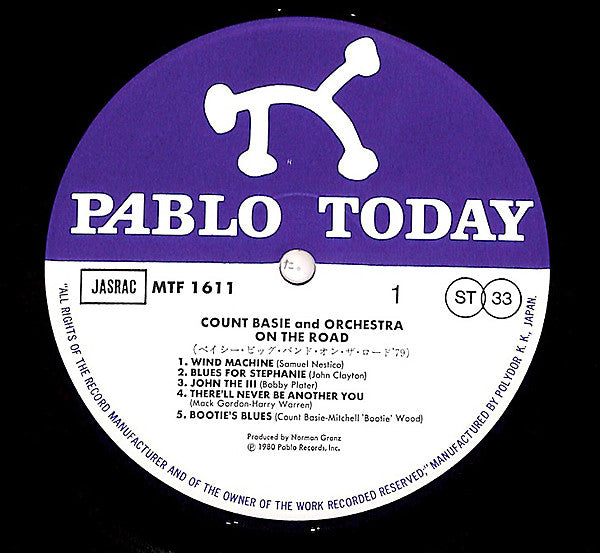 PABLO TODAY
た。
JASRAC MTF 1611 1 ST 33
COUNT BASIE and ORCHESTRA
ON THE ROAD
(ベイシー・ビッグ・バンド・オン・ザ・ロード'79)
1. WIND MACHINE (Samuel Nestico)
2. BLUES FOR STEPHANIE (John Clayton)
3. JOHN THE III (Bobby Plater)
4. THERE'LL NEVER BE ANOTHER YOU
(Mack Gordon-Harry Warren)
5. BOOTIE'S BLUES (Count Basie-Mitchell 'Bootie' Wood)
Produced by Norman Granz
Ⓟ 1980 Pablo Records, Inc.
"ALL RIGHTS OF THE RECORD MANUFACTURER AND OF THE OWNER OF THE WORK RECORDED RESERVED," MANUFACTURED BY POLYDOR K. K., JAPAN.